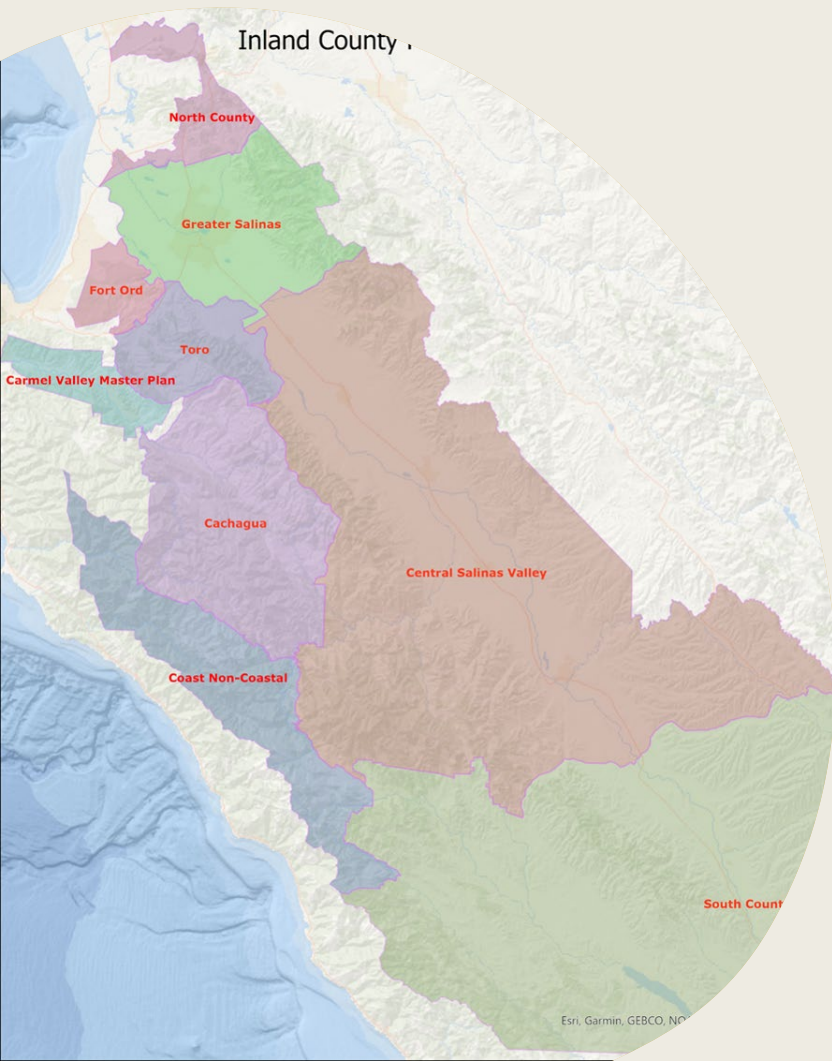 Inland County
North County
Greater Salinas
Fort Ord
Toro
Carmel Valley Master Plan
Cachagua
Central Salinas Valley
Coast Non-Coastal
South Count
Esri, Garmin, GEBCO,